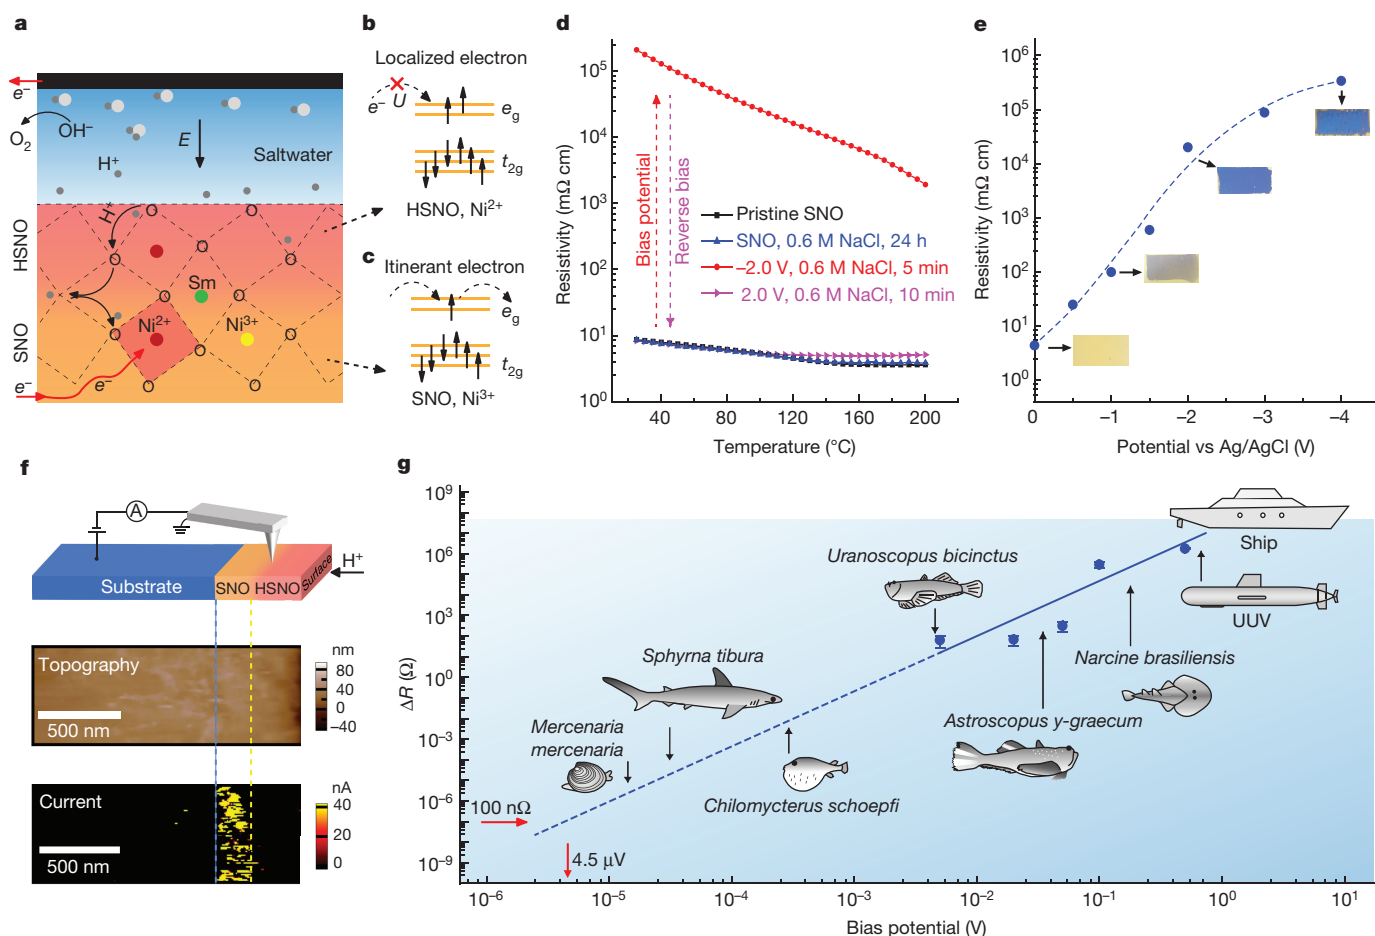 a
e⁻
O₂
OH⁻
H⁺
E
Saltwater
HSNO
SNO
H⁺
O
O
O
O
O
Sm
O
O
O
Ni²⁺
Ni³⁺
O
O
O
O
e⁻
e⁻
b
Localized electron
e⁻
U
e_g
t_2g
HSNO, Ni²⁺
c
Itinerant electron
e_g
t_2g
SNO, Ni³⁺
d
Resistivity (mΩ cm)
10⁵
10⁴
10³
10²
10¹
10⁰
40
80
120
160
200
Temperature (°C)
Bias potential
Reverse bias
Pristine SNO
SNO, 0.6 M NaCl, 24 h
–2.0 V, 0.6 M NaCl, 5 min
2.0 V, 0.6 M NaCl, 10 min
e
Resistivity (mΩ cm)
10⁶
10⁵
10⁴
10³
10²
10¹
10⁰
0
–1
–2
–3
–4
Potential vs Ag/AgCl (V)
f
A
H⁺
Substrate
SNO
HSNO
Surface
Topography
500 nm
nm
80
40
0
–40
Current
500 nm
nA
40
20
0
g
ΔR (Ω)
10⁹
10⁶
10³
10⁰
10⁻³
10⁻⁶
10⁻⁹
100 nΩ
4.5 μV
Mercenaria
mercenaria
Sphyrna tibura
Chilomycterus schoepfi
Uranoscopus bicinctus
Astroscopus y-graecum
Narcine brasiliensis
Ship
UUV
10⁻⁶
10⁻⁵
10⁻⁴
10⁻³
10⁻²
10⁻¹
10⁰
10¹
Bias potential (V)